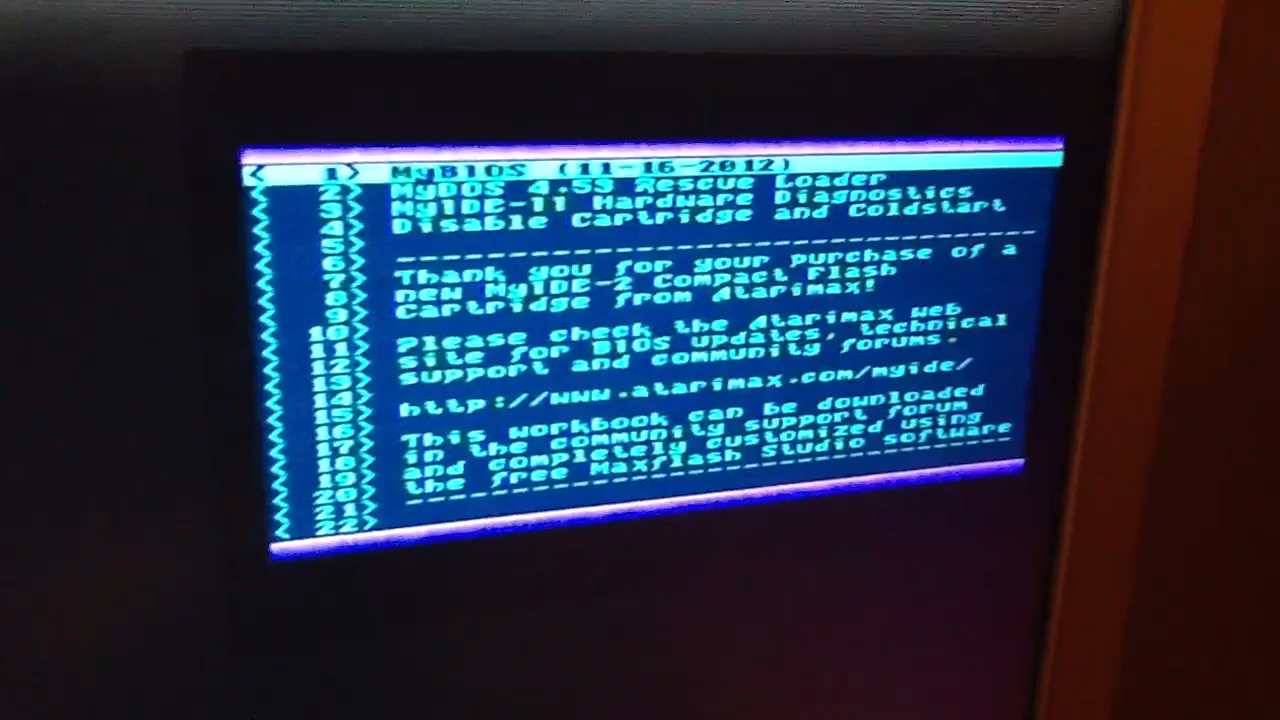 < 1> MyBIOS (11-16-2012)
< 2> MyDOS 4.53 Rescue Loader
< 3> MyIDE-II Hardware Diagnostics
< 4> Disable Cartridge and Coldstart
< 5>
< 6> -----------------------------------
< 7> Thank you for your purchase of a
< 8> new MyIDE-2 Compact Flash
< 9> Cartridge from Atarimax!
< 10>
< 11> Please check the Atarimax web
< 12> site for BIOS updates, technical
< 13> support and community forums.
< 14>
< 15> http://www.atarimax.com/myide/
< 16>
< 17> This workbook can be downloaded
< 18> in the community support forum
< 19> and completely customized using
< 20> the free Maxflash Studio software
< 21> -----------------------------------
< 22>